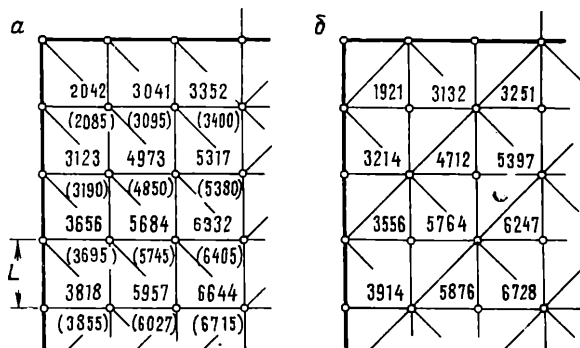 а
2042 3041 3352
(2085) (3095) (3400)
3123 4973 5317
(3190) (4850) (5380)
3656 5684 6932
(3695) (5745) (6405)
L
3818 5957 6644
(3855) (6027) (6715)
б
1921 3132 3251
3214 4712 5397
3556 5764 6247
3914 5876 6728